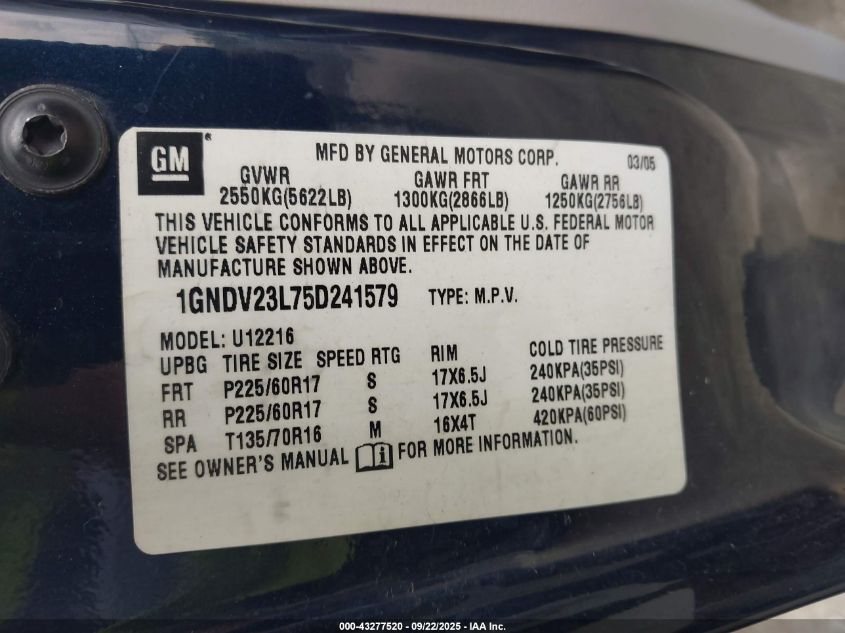 GM
MFD BY GENERAL MOTORS CORP. 03/05
GVWR GAWR FRT GAWR RR
2550KG(5622LB) 1300KG(2866LB) 1250KG(2756LB)
THIS VEHICLE CONFORMS TO ALL APPLICABLE U.S. FEDERAL MOTOR
VEHICLE SAFETY STANDARDS IN EFFECT ON THE DATE OF
MANUFACTURE SHOWN ABOVE.
1GNDV23L75D241579 TYPE: M.P.V.
MODEL: U12216
UPBG TIRE SIZE SPEED RTG RIM COLD TIRE PRESSURE
FRT P225/60R17 S 17X6.5J 240KPA(35PSI)
RR P225/60R17 S 17X6.5J 240KPA(35PSI)
SPA T135/70R16 M 16X4T 420KPA(60PSI)
SEE OWNER'S MANUAL i FOR MORE INFORMATION.
000-43277520 - 09/22/2025 - IAA Inc.